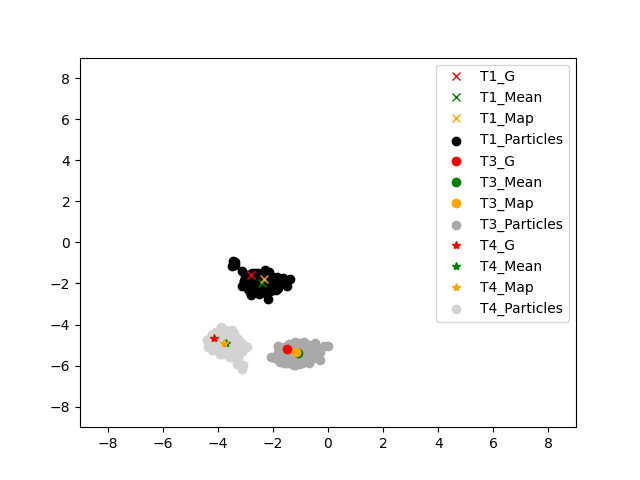 8
6
4
2
0
−2
−4
−6
−8
−8
−6
−4
−2
0
2
4
6
8
T1_G
T1_Mean
T1_Map
T1_Particles
T3_G
T3_Mean
T3_Map
T3_Particles
T4_G
T4_Mean
T4_Map
T4_Particles